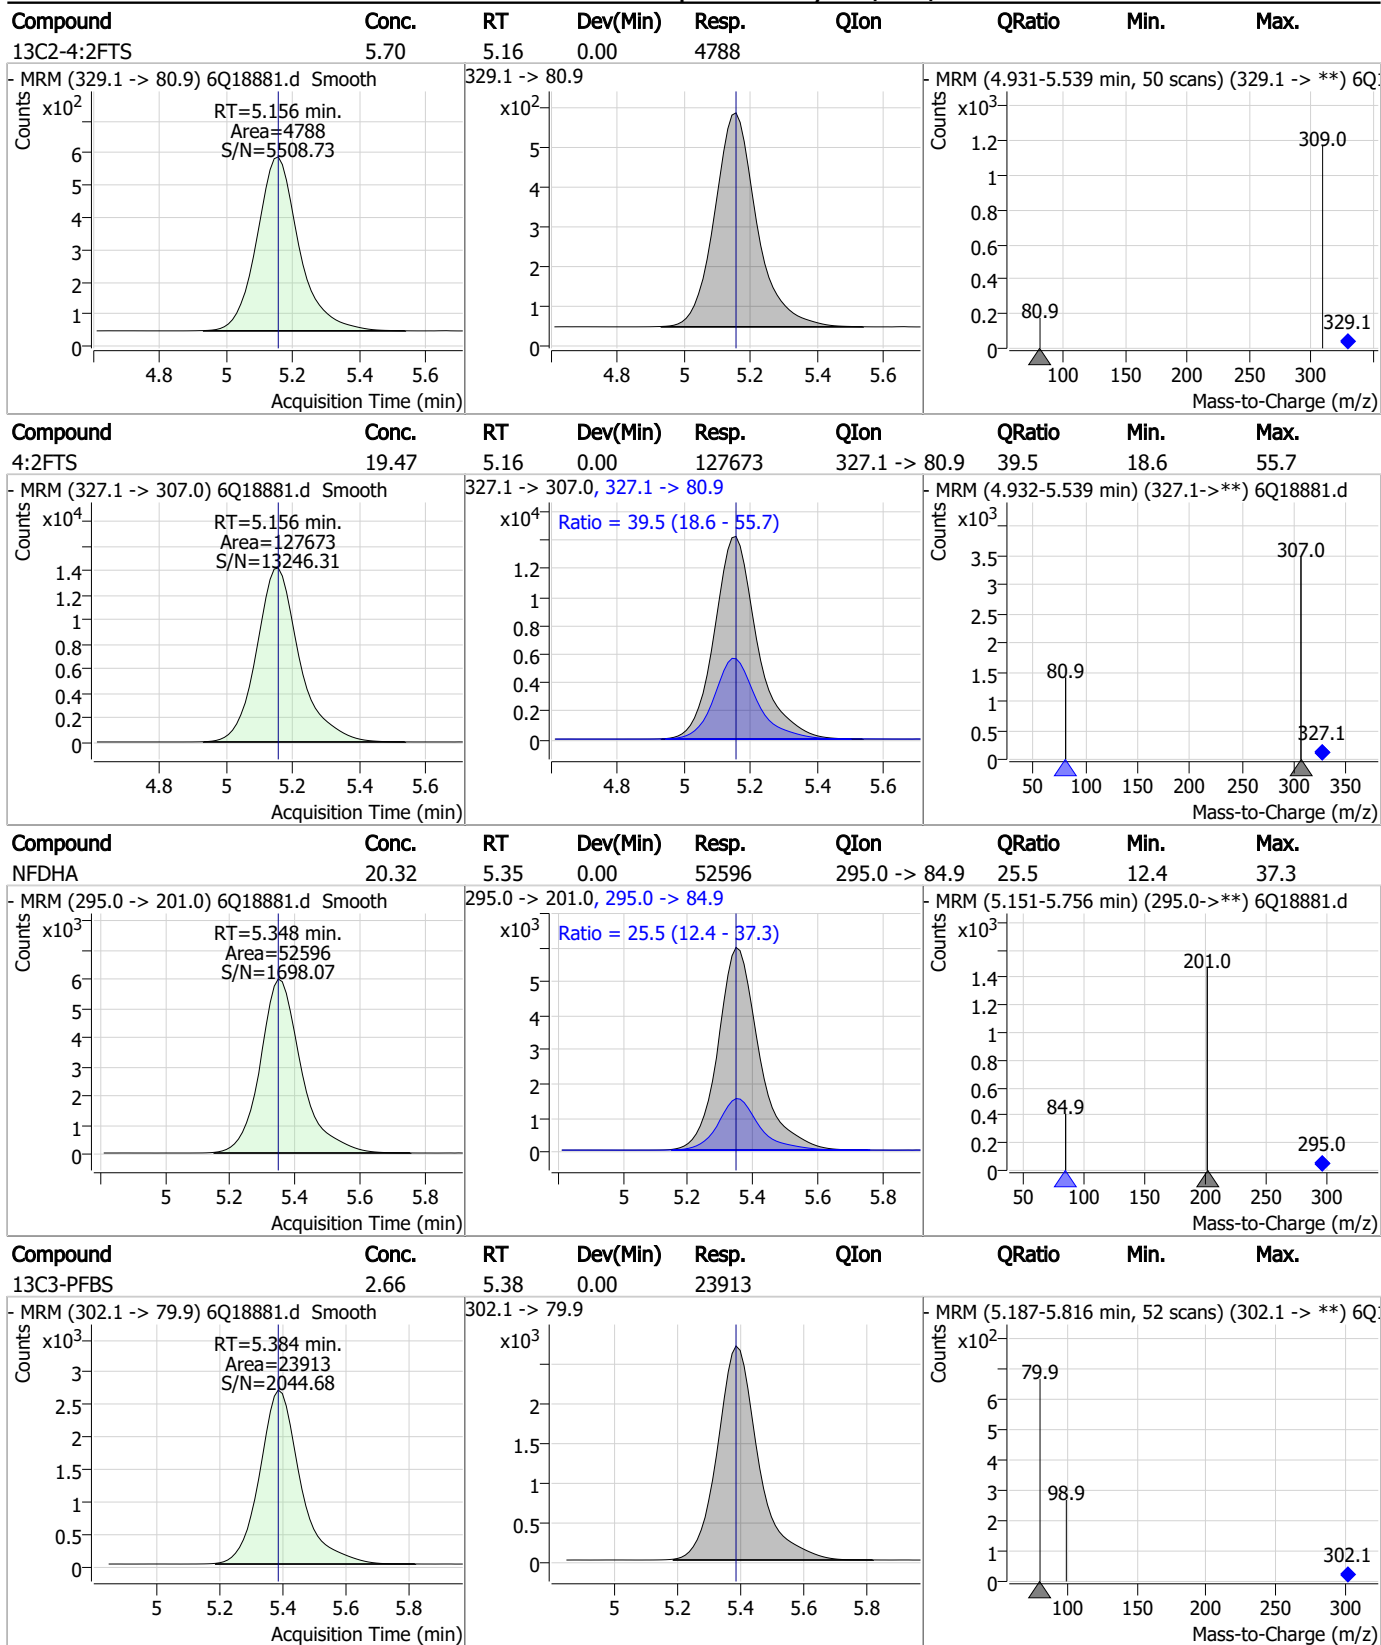 Compound Conc. RT Dev(Min) Resp. QIon QRatio Min. Max.
13C2-4:2FTS 5.70 5.16 0.00 4788
- MRM (329.1 -> 80.9) 6Q18881.d Smooth
Counts
x10²
RT=5.156 min.
Area=4788
S/N=5508.73
6
5
4
3
2
1
0
4.8 5 5.2 5.4 5.6
Acquisition Time (min)
329.1 -> 80.9
x10²
5
4
3
2
1
0
4.8 5 5.2 5.4 5.6
- MRM (4.931-5.539 min, 50 scans) (329.1 -> **) 6Q1
Counts
x10³
1.2
1
0.8
0.6
0.4
0.2
0
309.0
80.9
329.1
100 150 200 250 300
Mass-to-Charge (m/z)
Compound Conc. RT Dev(Min) Resp. QIon QRatio Min. Max.
4:2FTS 19.47 5.16 0.00 127673 327.1 -> 80.9 39.5 18.6 55.7
- MRM (327.1 -> 307.0) 6Q18881.d Smooth
Counts
x10⁴
RT=5.156 min.
Area=127673
S/N=13246.31
1.4
1.2
1
0.8
0.6
0.4
0.2
0
4.8 5 5.2 5.4 5.6
Acquisition Time (min)
327.1 -> 307.0, 327.1 -> 80.9
x10⁴
Ratio = 39.5 (18.6 - 55.7)
1.2
1
0.8
0.6
0.4
0.2
0
4.8 5 5.2 5.4 5.6
- MRM (4.932-5.539 min) (327.1->**) 6Q18881.d
Counts
x10³
3.5
3
2.5
2
1.5
1
0.5
0
307.0
80.9
327.1
50 100 150 200 250 300 350
Mass-to-Charge (m/z)
Compound Conc. RT Dev(Min) Resp. QIon QRatio Min. Max.
NFDHA 20.32 5.35 0.00 52596 295.0 -> 84.9 25.5 12.4 37.3
- MRM (295.0 -> 201.0) 6Q18881.d Smooth
Counts
x10³
RT=5.348 min.
Area=52596
S/N=1698.07
6
5
4
3
2
1
0
5 5.2 5.4 5.6 5.8
Acquisition Time (min)
295.0 -> 201.0, 295.0 -> 84.9
x10³
Ratio = 25.5 (12.4 - 37.3)
5
4
3
2
1
0
5 5.2 5.4 5.6 5.8
- MRM (5.151-5.756 min) (295.0->**) 6Q18881.d
Counts
x10³
1.4
1.2
1
0.8
0.6
0.4
0.2
0
201.0
84.9
295.0
50 100 150 200 250 300
Mass-to-Charge (m/z)
Compound Conc. RT Dev(Min) Resp. QIon QRatio Min. Max.
13C3-PFBS 2.66 5.38 0.00 23913
- MRM (302.1 -> 79.9) 6Q18881.d Smooth
Counts
x10³
RT=5.384 min.
Area=23913
S/N=2044.68
3
2.5
2
1.5
1
0.5
0
5 5.2 5.4 5.6 5.8
Acquisition Time (min)
302.1 -> 79.9
x10³
2
1.5
1
0.5
0
5 5.2 5.4 5.6 5.8
- MRM (5.187-5.816 min, 52 scans) (302.1 -> **) 6Q1
Counts
x10²
6
5
4
3
2
1
0
79.9
98.9
302.1
100 150 200 250 300
Mass-to-Charge (m/z)